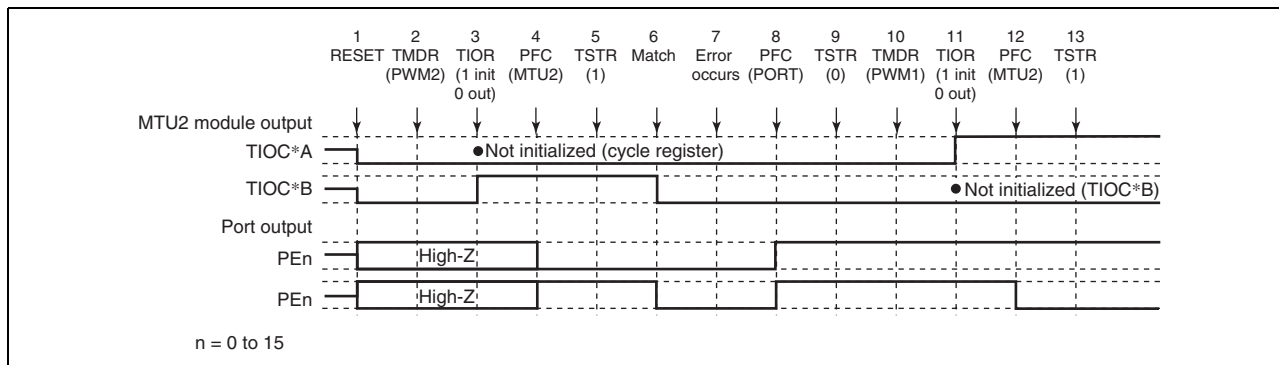 1 2 3 4 5 6 7 8 9 10 11 12 13
RESET TMDR TIOR PFC TSTR Match Error PFC TSTR TMDR TIOR PFC TSTR
(PWM2) (1 init (MTU2) (1) occurs (PORT) (0) (PWM1) (1 init (MTU2) (1)
0 out) 0 out)
MTU2 module output
TIOC*A ●Not initialized (cycle register)
TIOC*B ● Not initialized (TIOC*B)
Port output
PEn High-Z
PEn High-Z
n = 0 to 15